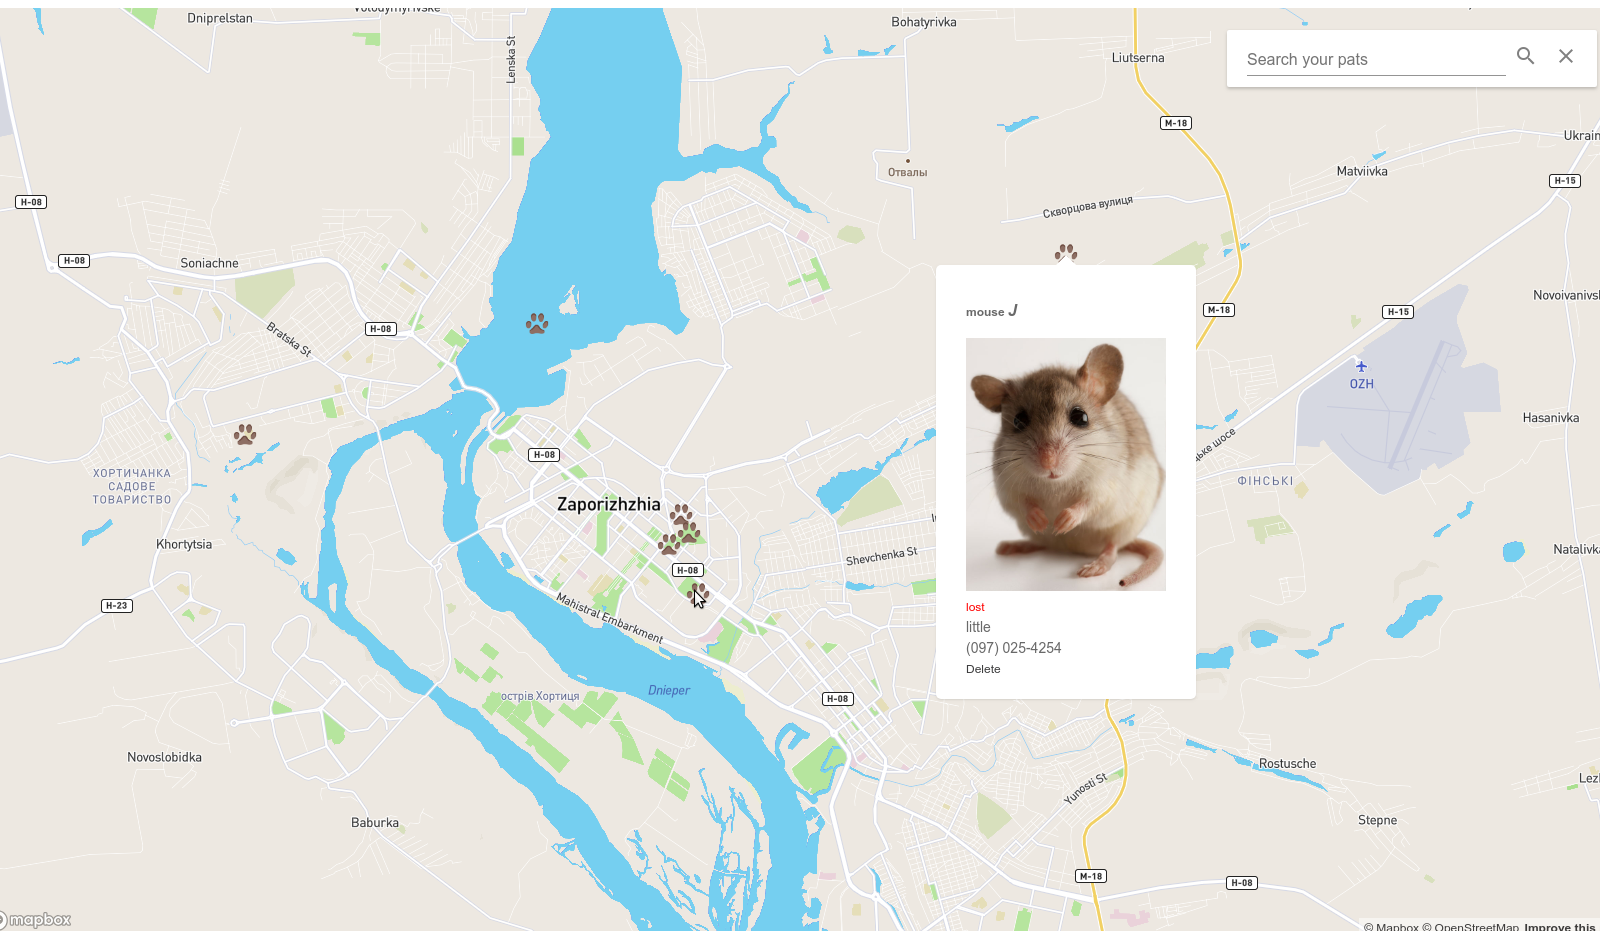 Dniprelstan
Volodymyrivske
Bohatyrivka
Lenska St
Liutserna
Search your pats
M-18
Ukrain
Отвалы
Matviivka
H-15
H-08
Скворцова вулиця
H-08
Soniachne
mouse J
M-18
H-15
Novoivanivs
Bratska St
H-08
OZH
Hasanivka
цьке шосе
H-08
ХОРТИЧАНКА
САДОВЕ
ТОВАРИСТВО
ФІНСЬКІ
Zaporizhzhia
Khortytsia
Shevchenka St
Natalivka
H-08
H-23
Mahistral Embarkment
lost
little
(097) 025-4254
Delete
Dnieper
острів Хортиця
H-08
Novoslobidka
Rostusche
Yunosti St
Lez
Baburka
Stepne
M-18
H-08
mapbox
© Mapbox © OpenStreetMap Improve this